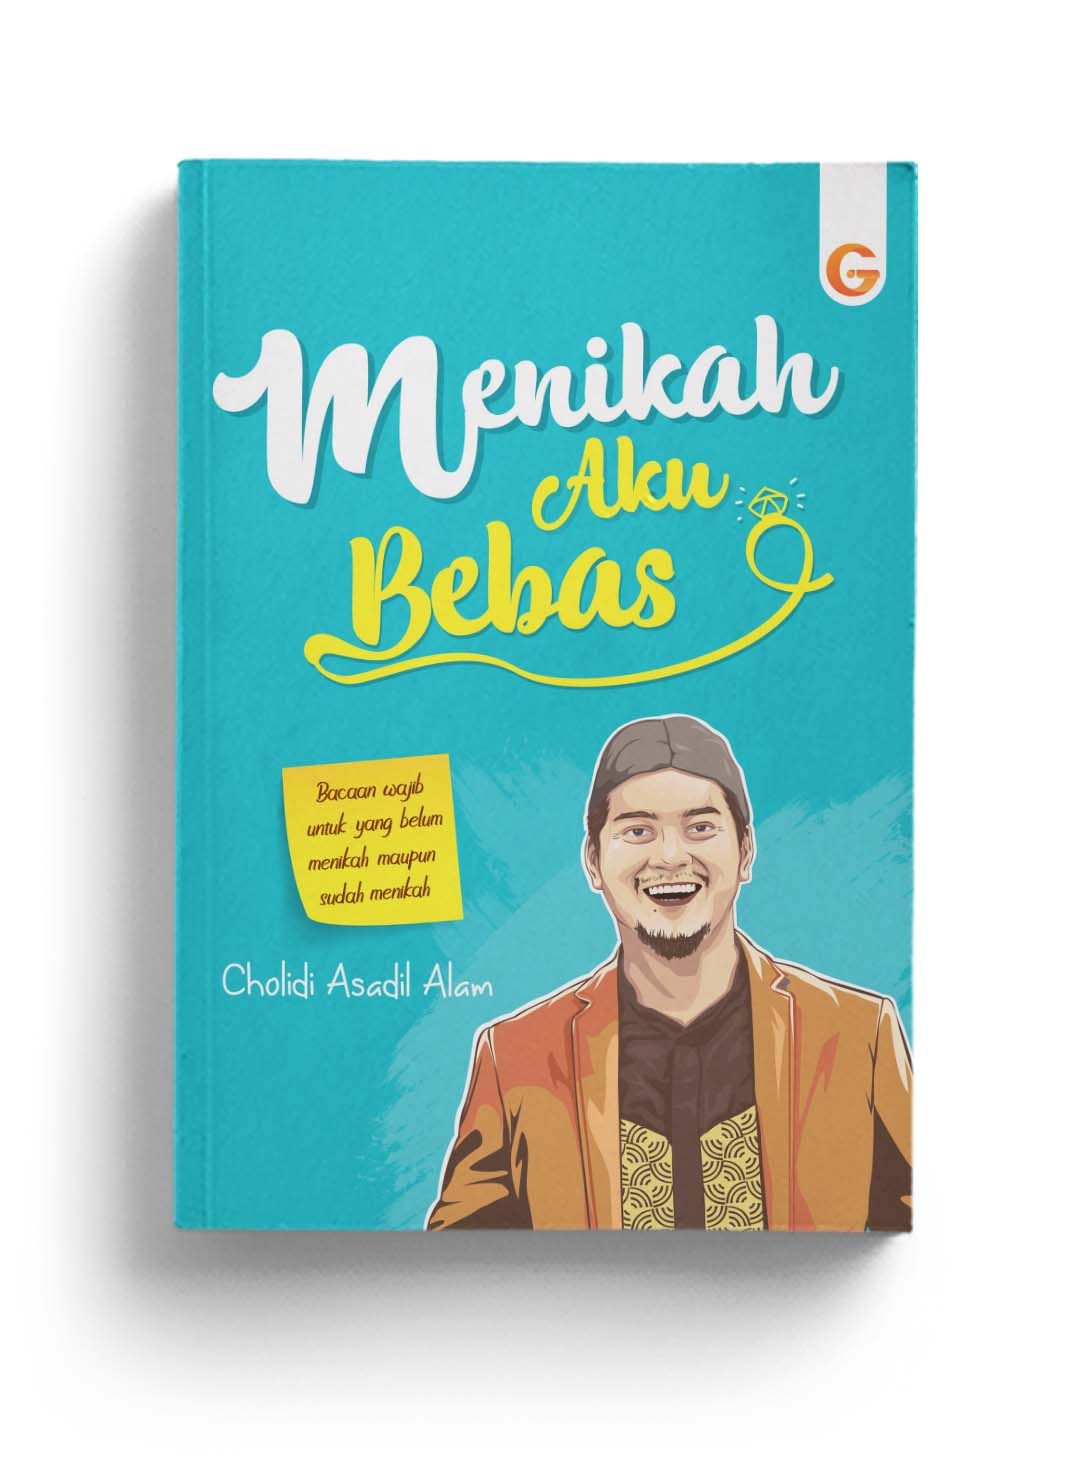 G
Menikah
Aku
Bebas
Bacaan wajib
untuk yang belum
menikah maupun
sudah menikah
Cholidi Asadil Alam